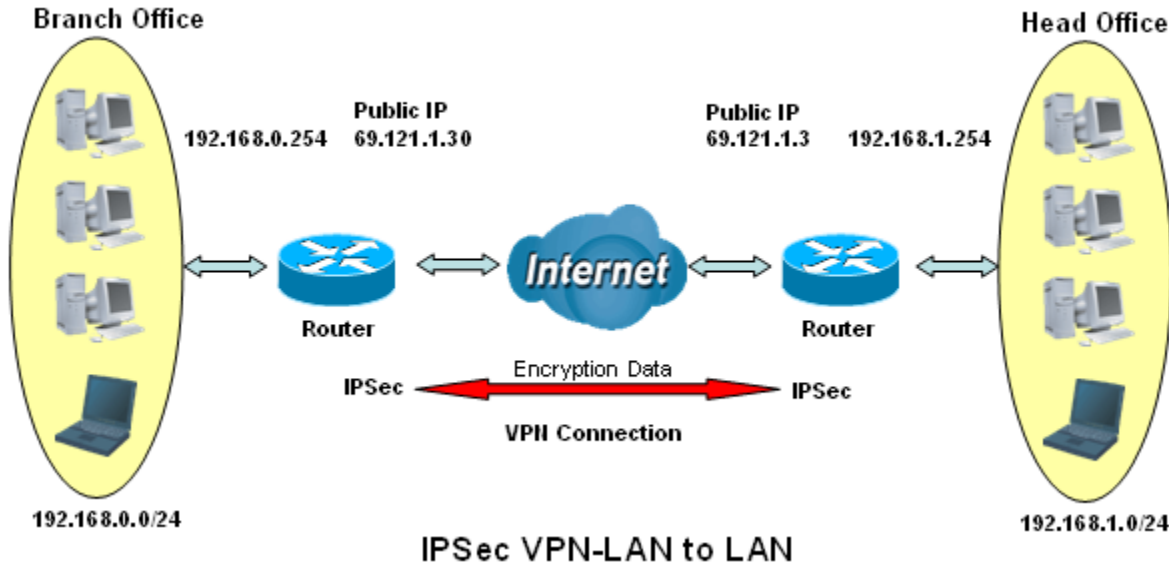 Branch Office
Head Office
Public IP
Public IP
192.168.0.254 69.121.1.30
69.121.1.3 192.168.1.254
Internet
Router
Router
Encryption Data
IPSec
IPSec
VPN Connection
192.168.0.0/24
192.168.1.0/24
IPSec VPN-LAN to LAN